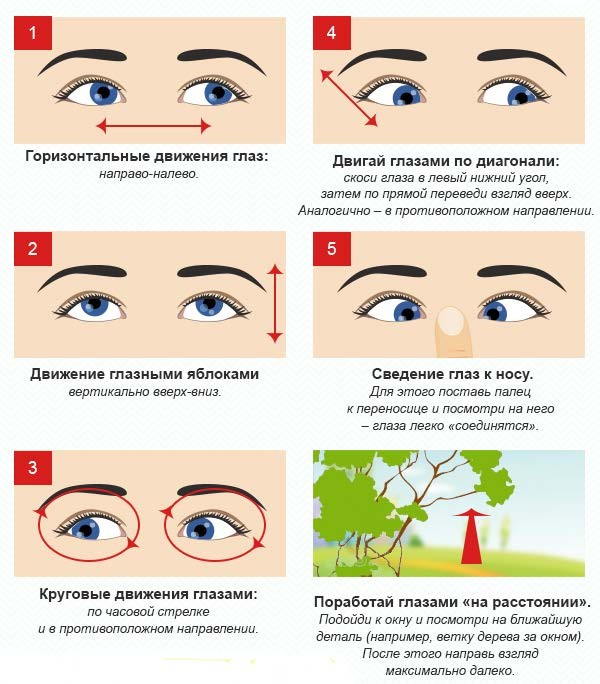 1
Горизонтальные движения глаз:
направо-налево.
2
Движение глазными яблоками
вертикально вверх-вниз.
3
Круговые движения глазами:
по часовой стрелке
и в противоположном направлении.
4
Двигай глазами по диагонали:
скоси глаза в левый нижний угол,
затем по прямой переведи взгляд вверх.
Аналогично – в противоположном направлении.
5
Сведение глаз к носу.
Для этого поставь палец
к переносице и посмотри на него
– глаза легко «соединятся».
Поработай глазами «на расстоянии».
Подойди к окну и посмотри на ближайшую
деталь (например, ветку дерева за окном).
После этого направь взгляд
максимально далеко.